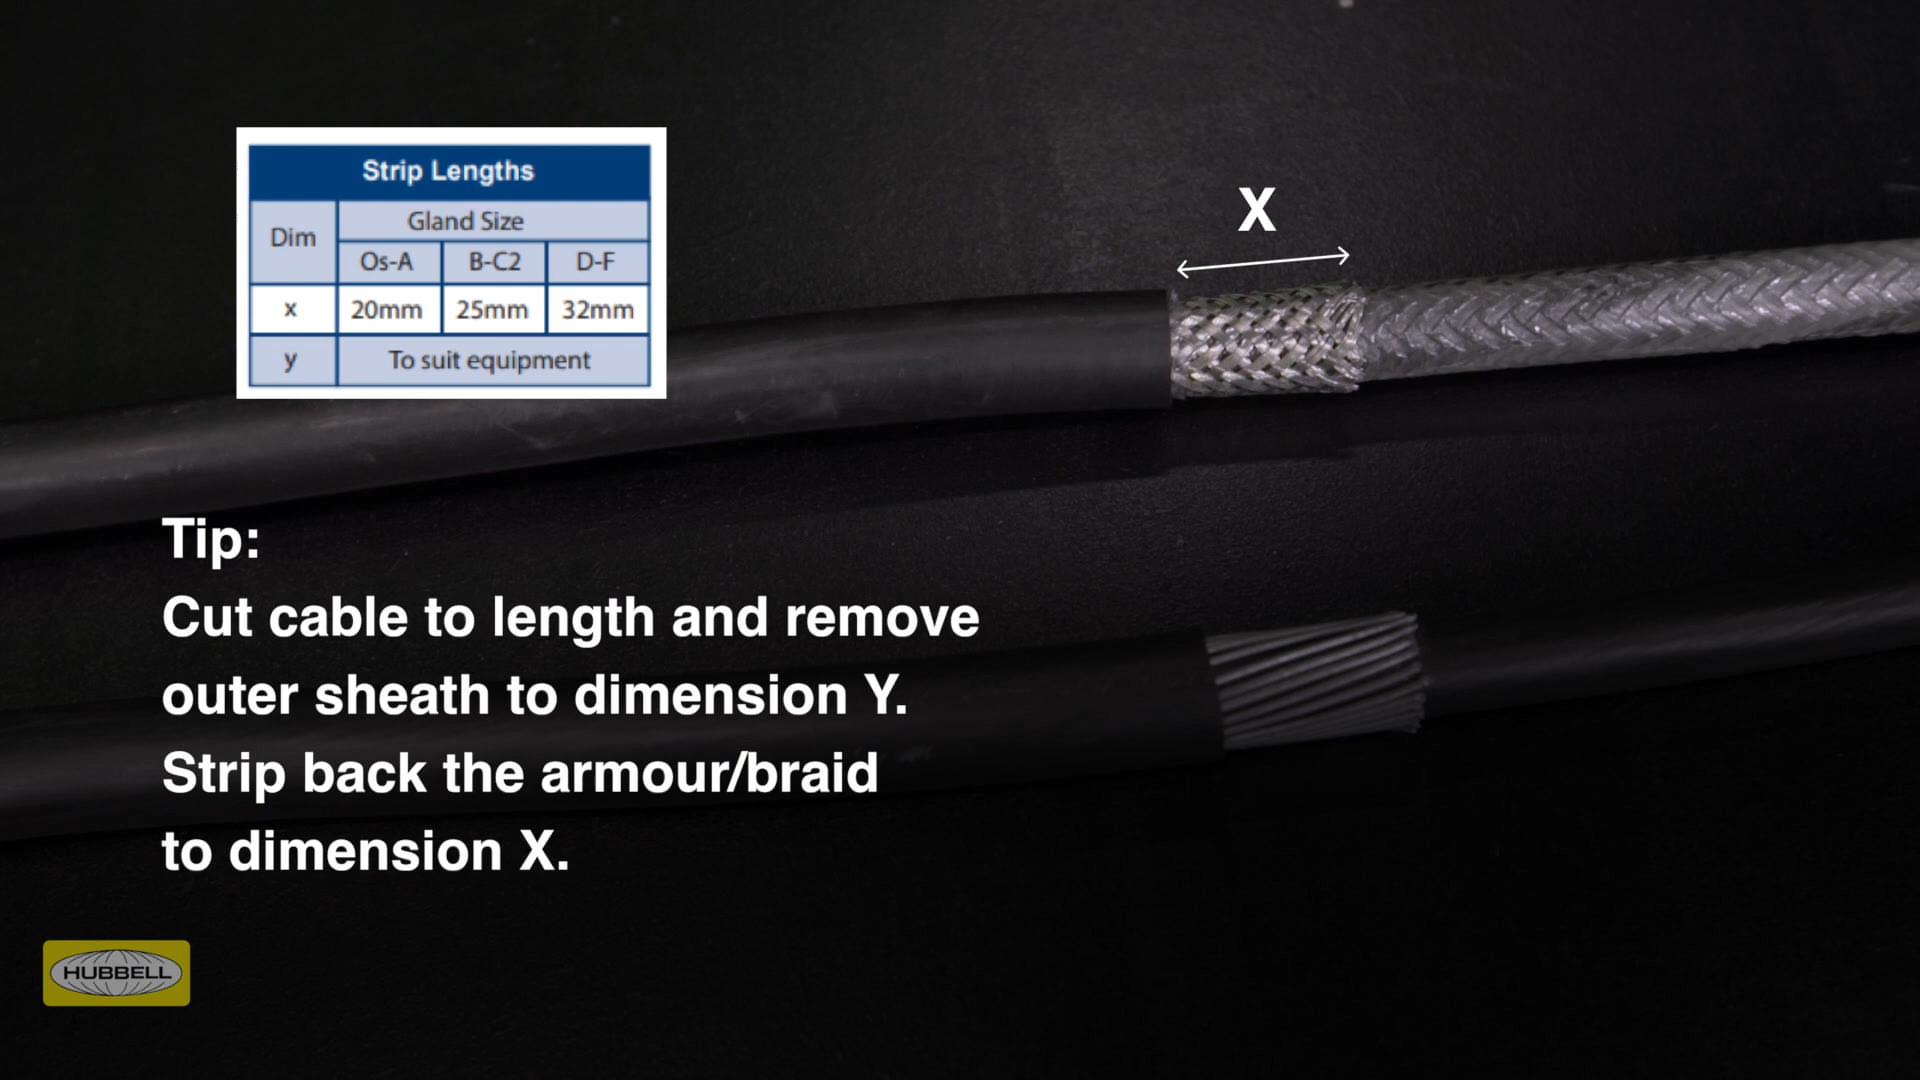 Strip Lengths
Dim
Gland Size
Os-A B-C2 D-F
x 20mm 25mm 32mm
y To suit equipment
X
Tip:
Cut cable to length and remove
outer sheath to dimension Y.
Strip back the armour/braid
to dimension X.
HUBBELL